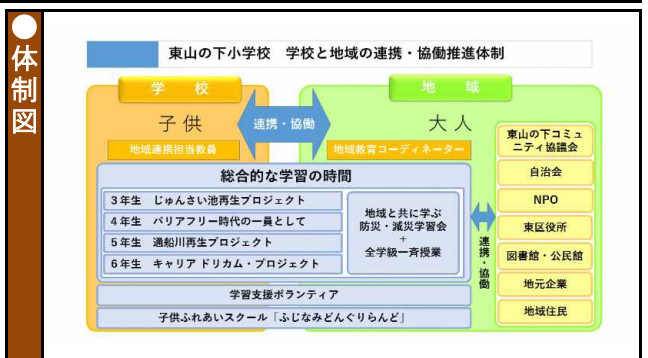 ●体制図
東山の下小学校 学校と地域の連携・協働推進体制
学 校
地 域
子供
連携・協働
大人
地域連携担当教員
地域教育コーディネーター
総合的な学習の時間
3年生 じゅんさい池再生プロジェクト
4年生 バリアフリー時代の一員として
5年生 通船川再生プロジェクト
6年生 キャリア ドリカム・プロジェクト
地域と共に学ぶ
防災・減災学習会
+
全学級一斉授業
学習支援ボランティア
子供ふれあいスクール「ふじなみどんぐりらんど」
連携・協働
東山の下コミュ
ニティ協議会
自治会
NPO
東区役所
図書館・公民館
地元企業
地域住民